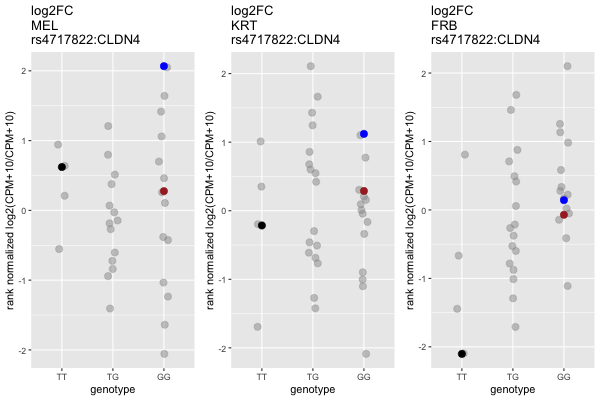 log2FC
MEL
rs4717822:CLDN4
rank normalized log2(CPM+10/CPM+10)
2
1
0
-1
-2
TT TG GG
genotype
log2FC
KRT
rs4717822:CLDN4
rank normalized log2(CPM+10/CPM+10)
2
1
0
-1
-2
TT TG GG
genotype
log2FC
FRB
rs4717822:CLDN4
rank normalized log2(CPM+10/CPM+10)
2
1
0
-1
-2
TT TG GG
genotype